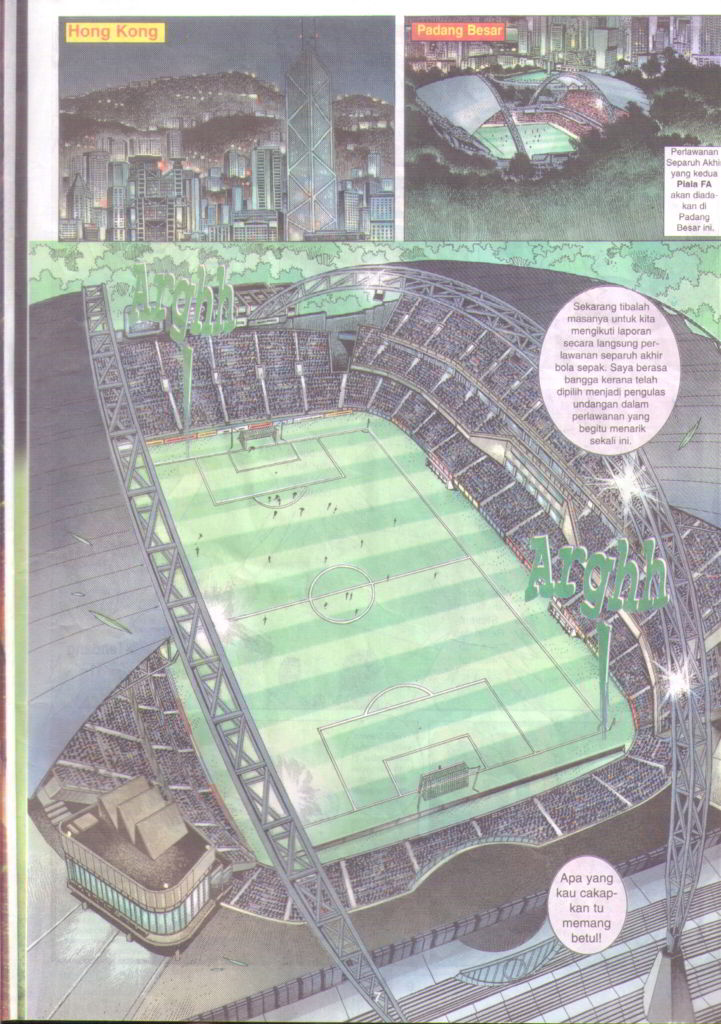 Hong Kong
Padang Besar
Perlawanan
Separuh Akhir
yang kedua
Piala FA
akan diada-
kan di
Padang
Besar ini.
Arghh
Sekarang tibalah
masanya untuk kita
mengikuti laporan
secara langsung per-
lawanan separuh akhir
bola sepak. Saya berasa
bangga kerana telah
dipilih menjadi pengulas
undangan dalam
perlawanan yang
begitu menarik
sekali ini.
Arghh
Apa yang
kau cakap-
kan tu
memang
betul!
7